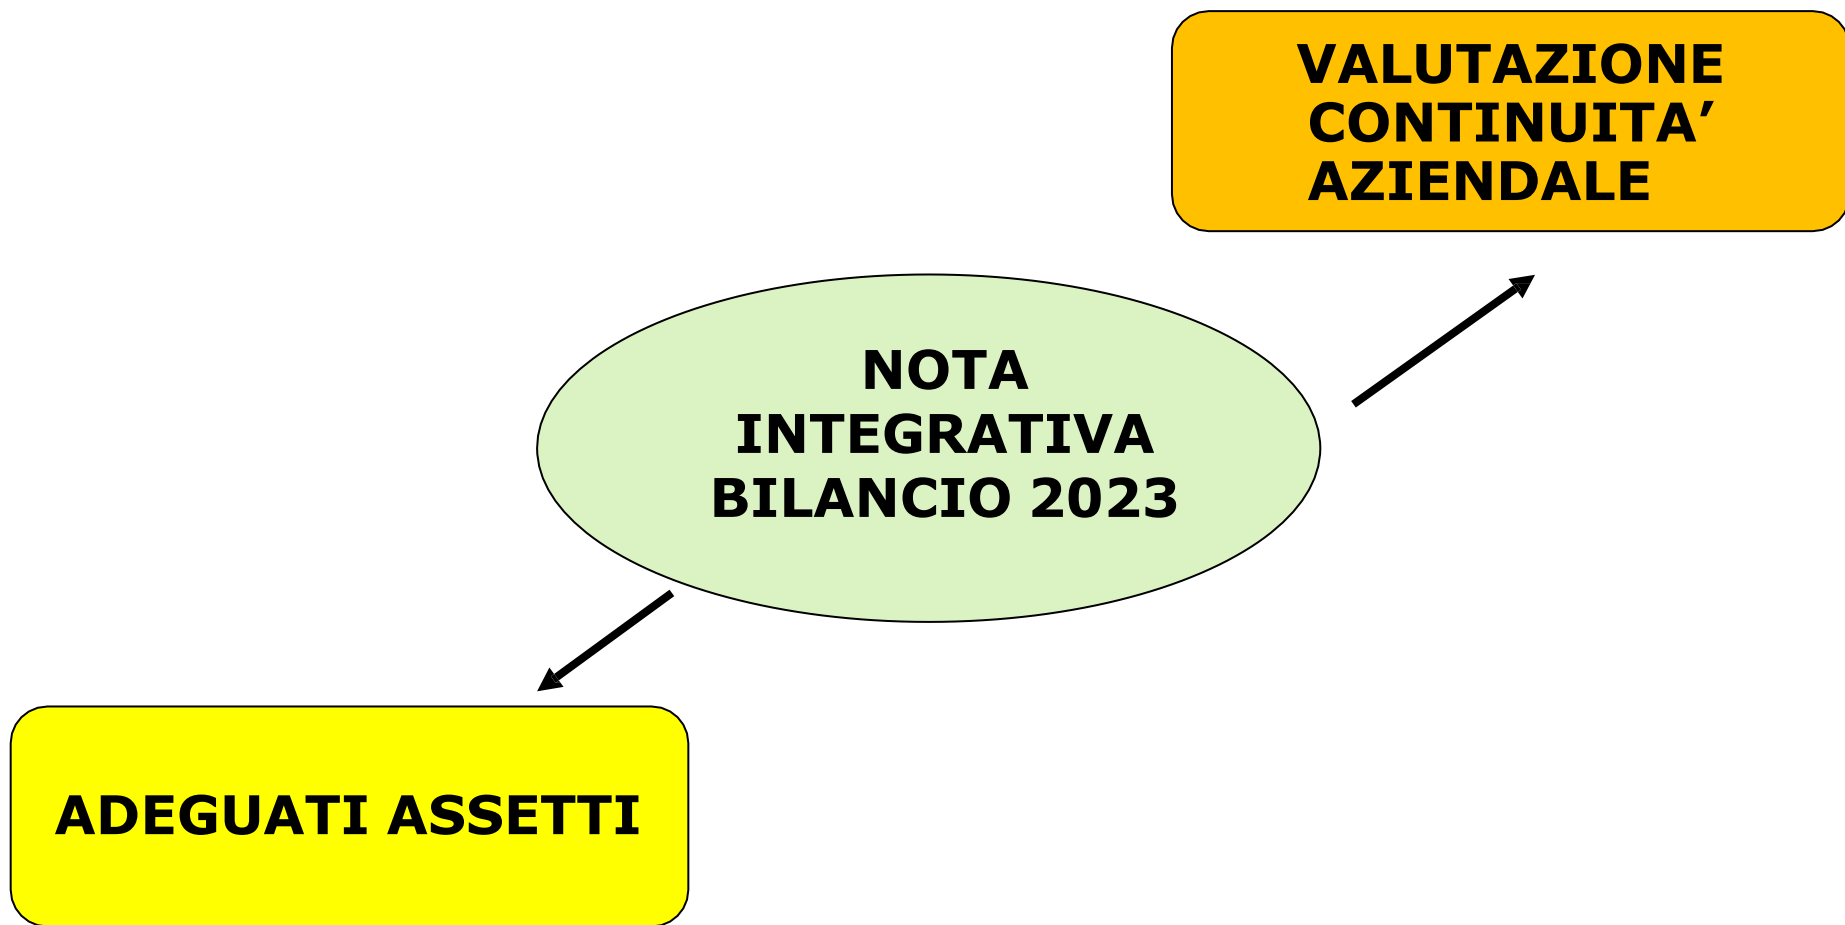 VALUTAZIONE
CONTINUITA’
AZIENDALE
NOTA
INTEGRATIVA
BILANCIO 2023
ADEGUATI ASSETTI